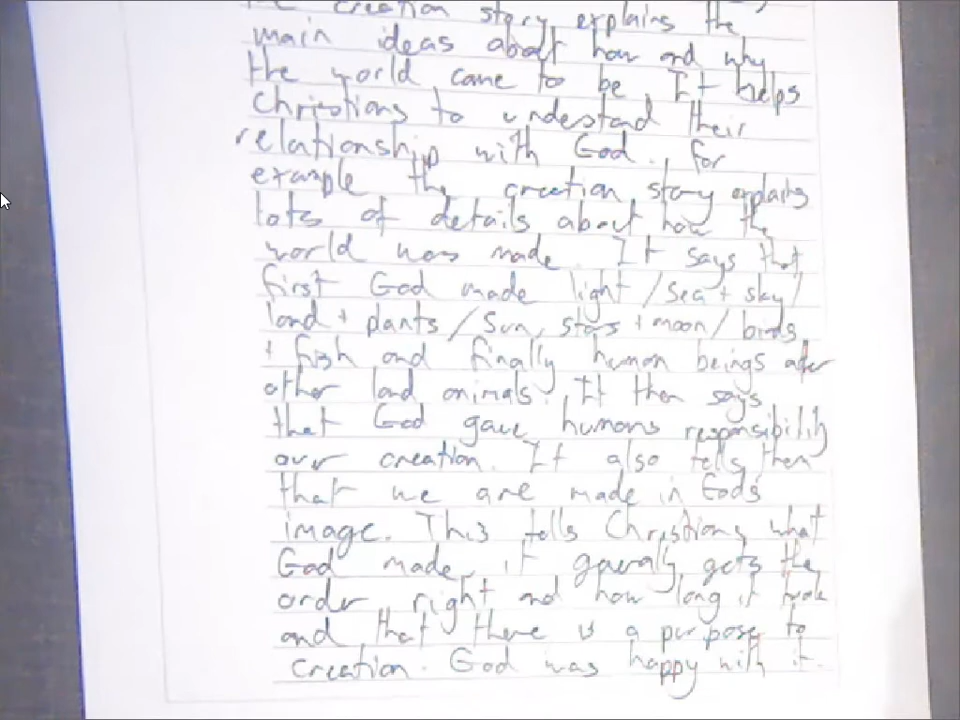 creation story explains the
main ideas about how and why
the world came to be. It helps
Christians to understand their
relationship with God. for
example the creation story explains
lots of details about how the
world was made. It says that
first God made light / sea + sky /
land + plants / Sun, stars + moon / birds
+ fish and finally human beings after
other land animals. It then says
that God gave humans responsibility
over creation. It also tells them
that we are made in God's
image. This tells Christians what
God made, it generally gets the
order right and how long it took
and that there is a purpose to
creation. God was happy with it.